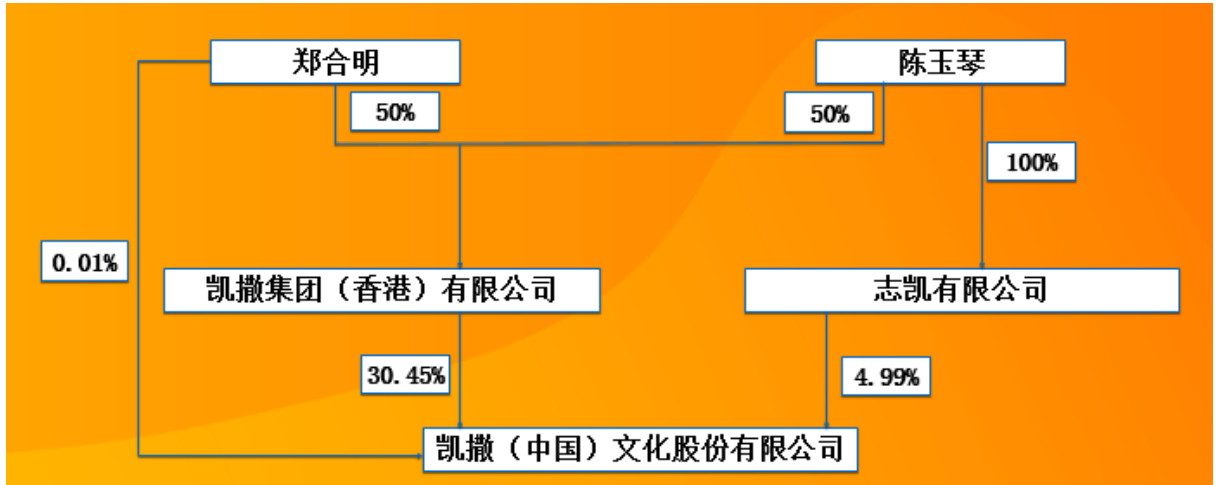 郑合明
陈玉琴
50%
50%
100%
0.01%
凯撒集团（香港）有限公司
志凯有限公司
30.45%
4.99%
凯撒（中国）文化股份有限公司